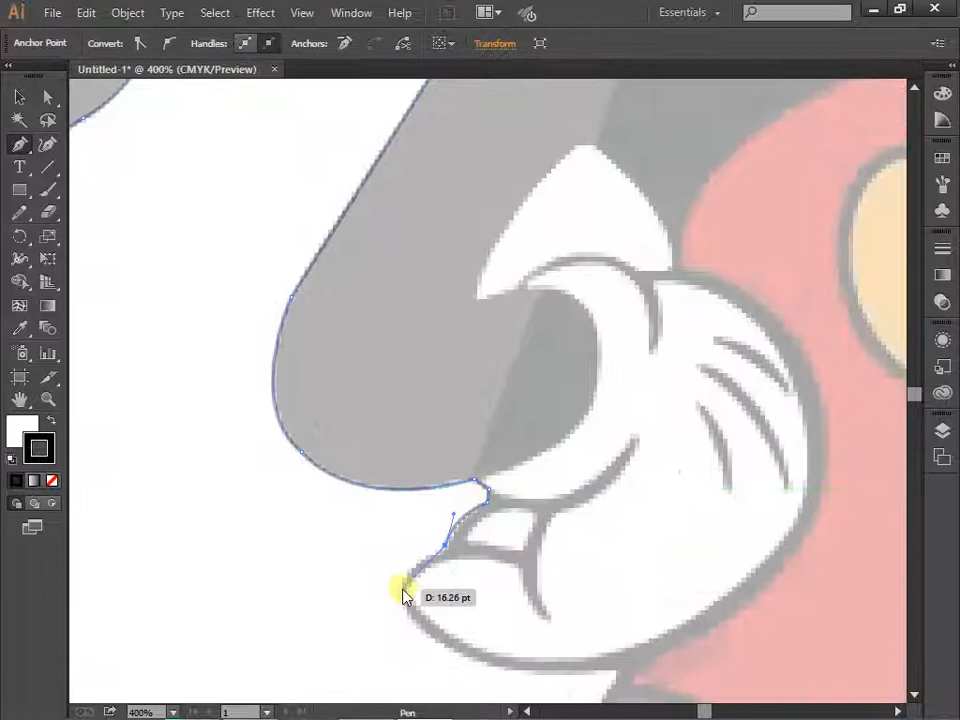 Ai File Edit Object Type Select Effect View Window Help Essentials
Anchor Point Convert: Handles: Anchors: Transform
Untitled-1* @ 400% (CMYK/Preview)
D: 16.26 pt
400% 1 Pen